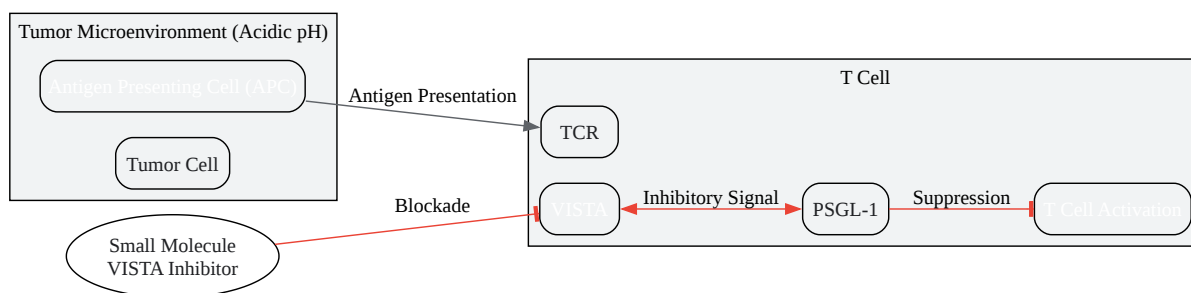 Tumor Microenvironment (Acidic pH)
Antigen Presenting Cell (APC)
Tumor Cell
Antigen Presentation
T Cell
TCR
Blockade
VISTA
Inhibitory Signal
PSGL-1
Suppression
T Cell Activation
Small Molecule
VISTA Inhibitor